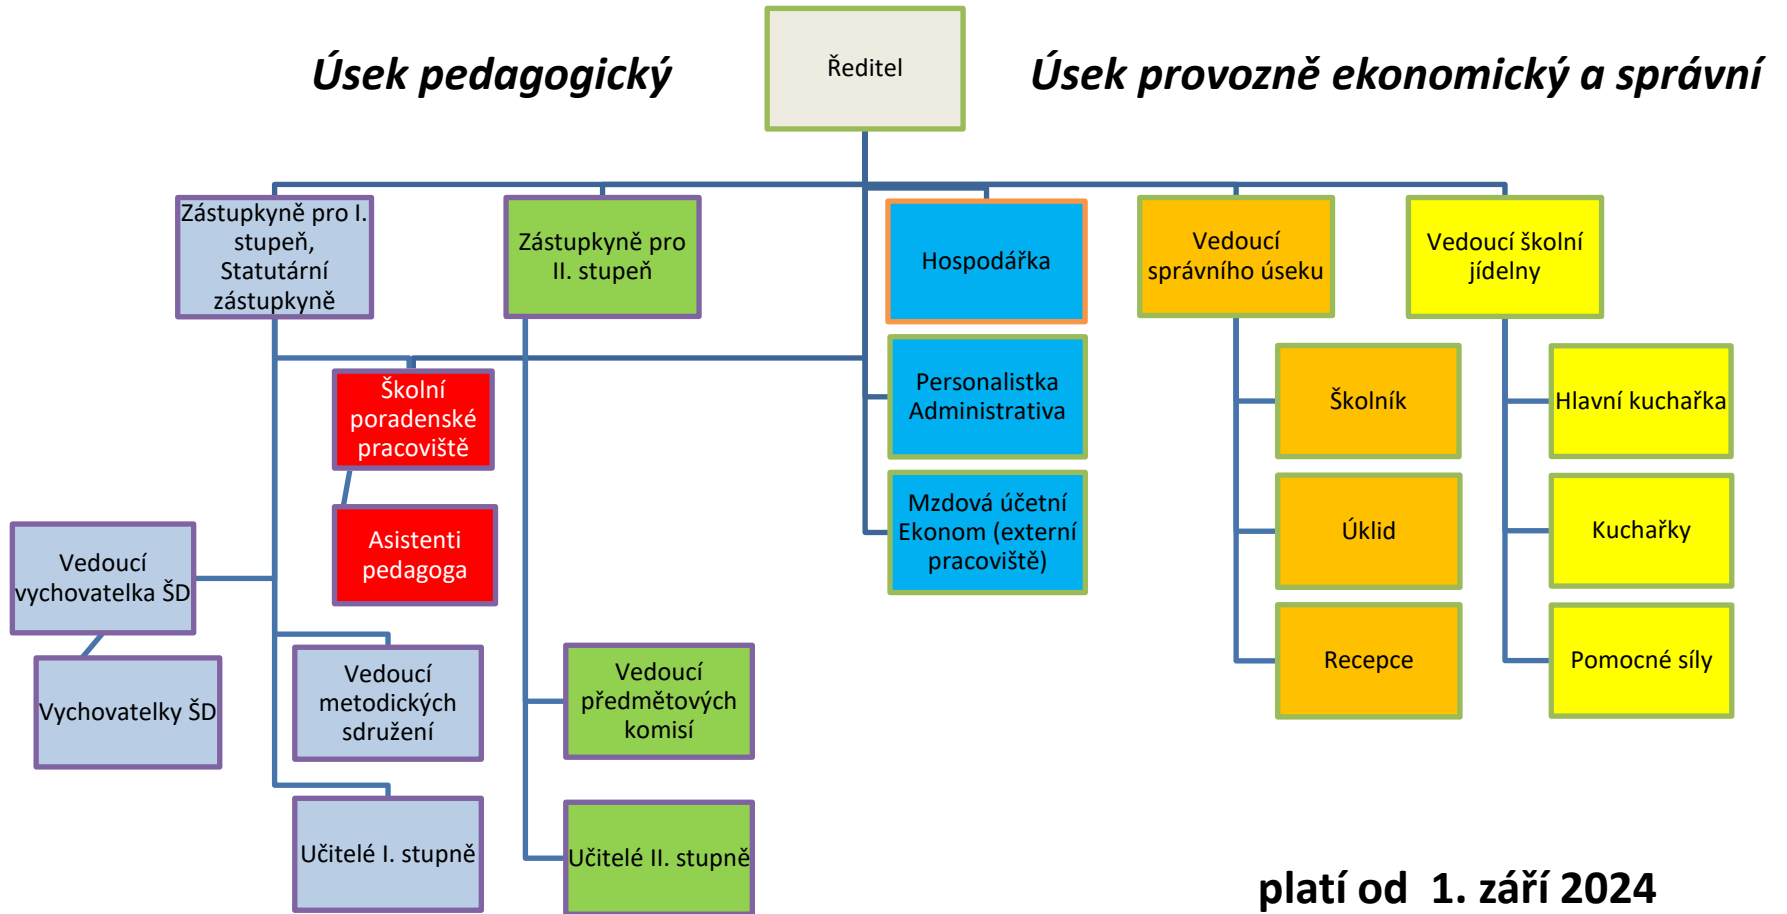 Úsek pedagogický
Ředitel
Úsek provozně ekonomický a správní
Zástupkyně pro I.
stupeň,
Statutární
zástupkyně
Zástupkyně pro
II. stupeň
Hospodářka
Vedoucí
správního úseku
Vedoucí školní
jídelny
Školní
poradenské
pracoviště
Personalistka
Administrativa
Školník
Hlavní kuchařka
Asistenti
pedagoga
Mzdová účetní
Ekonom (externí
pracoviště)
Úklid
Kuchařky
Vedoucí
vychovatelka ŠD
Vychovatelky ŠD
Vedoucí
metodických
sdružení
Vedoucí
předmětových
komisí
Recepce
Pomocné síly
Učitelé I. stupně
Učitelé II. stupně
platí od  1. září 2024